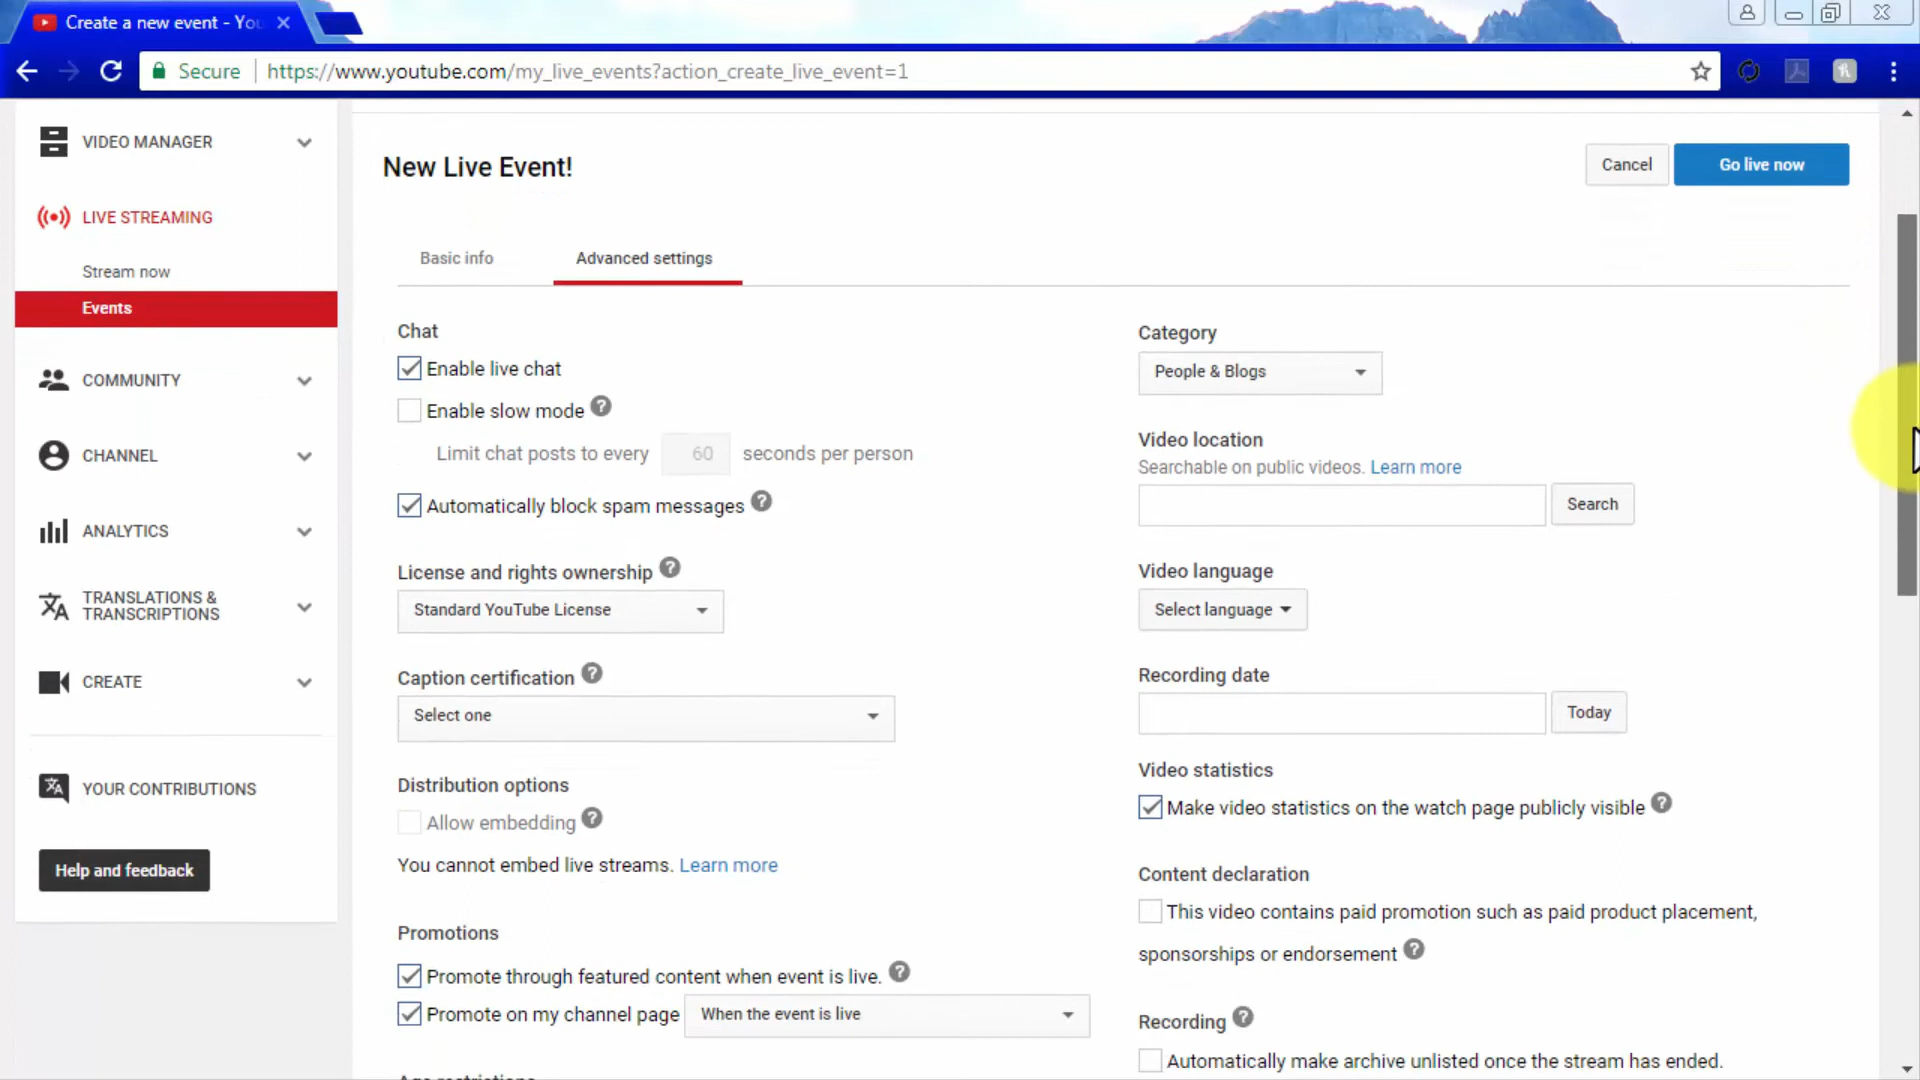 Create a new event - Yo
Secure
https://www.youtube.com/my_live_events?action_create_live_event=1
VIDEO MANAGER
LIVE STREAMING
Stream now
Events
COMMUNITY
CHANNEL
ANALYTICS
TRANSLATIONS &
TRANSCRIPTIONS
CREATE
YOUR CONTRIBUTIONS
Help and feedback
New Live Event!
Cancel
Go live now
Basic info
Advanced settings
Chat
Enable live chat
Enable slow mode ?
Limit chat posts to every 60 seconds per person
Automatically block spam messages ?
License and rights ownership ?
Standard YouTube License
Caption certification ?
Select one
Distribution options
Allow embedding ?
You cannot embed live streams. Learn more
Promotions
Promote through featured content when event is live. ?
Promote on my channel page When the event is live
Age restrictions
Category
People & Blogs
Video location
Searchable on public videos. Learn more
Search
Video language
Select language
Recording date
Today
Video statistics
Make video statistics on the watch page publicly visible ?
Content declaration
This video contains paid promotion such as paid product placement,
sponsorships or endorsement ?
Recording ?
Automatically make archive unlisted once the stream has ended.